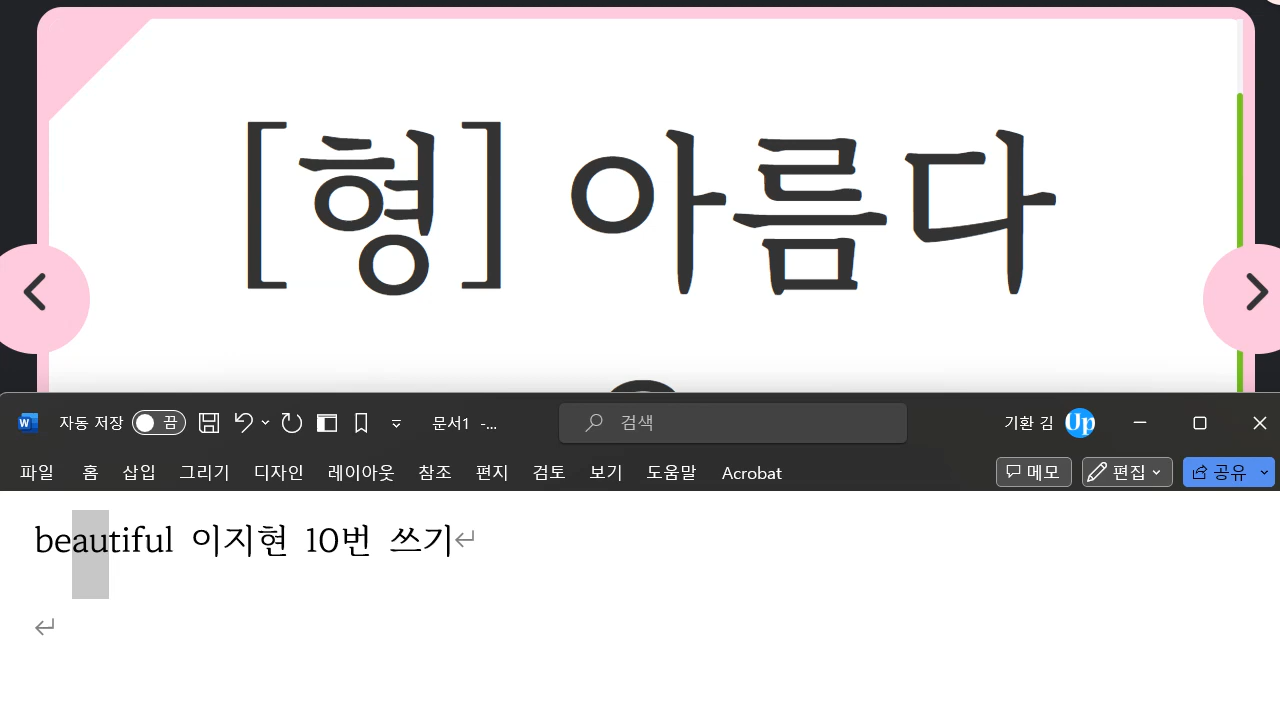 [형] 아름다
자동 저장 끔 문서1 -... 검색 기환 김
파일 홈 삽입 그리기 디자인 레이아웃 참조 편지 검토 보기 도움말 Acrobat 메모 편집 공유
beautiful 이지현 10번 쓰기